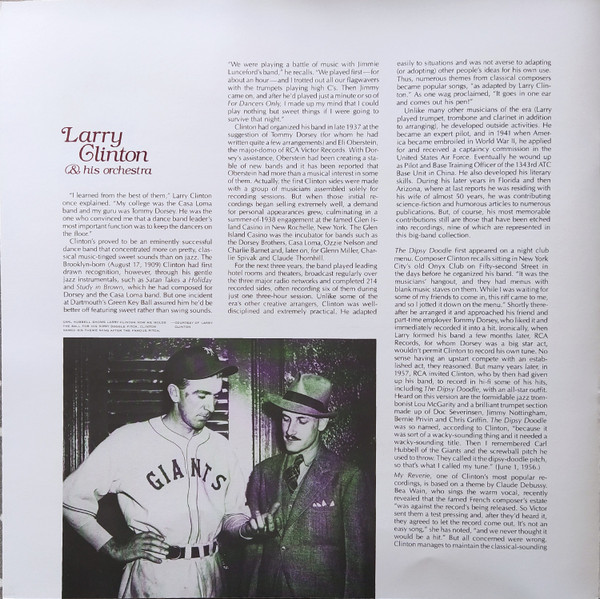 Larry
Clinton
& his orchestra
"I learned from the best of them," Larry Clinton
once explained. "My college was the Casa Loma
band and my guru was Tommy Dorsey. He was the
one who convinced me that a dance band leader's
most important function was to keep the dancers on
the floor."
Clinton's proved to be an eminently successful
dance band that concentrated more on pretty, clas-
sical music-tinged sweet sounds than on jazz. The
Brooklyn-born (August 17, 1909) Clinton had first
drawn recognition, however, through his gentle
jazz instrumentals, such as Satan Takes a Holiday
and Study in Brown, which he had composed for
Dorsey and the Casa Loma band. But one incident
at Dartmouth's Green Key Ball assured him he'd be
better off featuring sweet rather than swing sounds.
CARL HUBBELL SHOWS LARRY CLINTON HOW HE HOLDS
THE BALL FOR HIS DIPSY DOODLE PITCH. CLINTON
NAMED HIS THEME SONG AFTER THE FAMOUS PITCH.
COURTESY OF LARRY
CLINTON
"We were playing a battle of music with Jimmie
Lunceford's band," he recalls. "We played first—for
about an hour—and I trotted out all our flagwavers
with the trumpets playing high C's. Then Jimmy
came on, and after he'd played just a minute or so of
For Dancers Only, I made up my mind that I could
play nothing but sweet things if I were going to
survive that night."
Clinton had organized his band in late 1937 at the
suggestion of Tommy Dorsey (for whom he had
written quite a few arrangements) and Eli Oberstein,
the major-domo of RCA Victor Records. With Dor-
sey's assistance, Oberstein had been creating a sta-
ble of new bands and it has been reported that
Oberstein had more than a musical interest in some
of them. Actually, the first Clinton sides were made
with a group of musicians assembled solely for
recording sessions. But when those initial re-
cordings began selling extremely well, a demand
for personal appearances grew, culminating in a
summer of 1938 engagement at the famed Glen Is-
land Casino in New Rochelle, New York. The Glen
Island Casino was the incubator for bands such as
the Dorsey Brothers, Casa Loma, Ozzie Nelson and
Charlie Barnet and, later on, for Glenn Miller, Char-
lie Spivak and Claude Thornhill.
For the next three years, the band played leading
hotel rooms and theaters, broadcast regularly over
the three major radio networks and completed 214
recorded sides, often recording six of them during
just one three-hour session. Unlike some of the
era's other creative arrangers, Clinton was well-
disciplined and extremely practical. He adapted
easily to situations and was not averse to adapting
(or adopting) other people's ideas for his own use.
Thus, numerous themes from classical composers
became popular songs, "as adapted by Larry Clin-
ton." As one wag proclaimed, "It goes in one ear
and comes out his pen!"
Unlike many other musicians of the era (Larry
played trumpet, trombone and clarinet in addition
to arranging), he developed outside activities. He
became an expert pilot, and in 1941 when Amer-
ica became embroiled in World War II, he applied
for and received a captaincy commission in the
United States Air Force. Eventually he wound up
as Pilot and Base Training Officer of the 1343rd ATC
Base Unit in China. He also developed his literary
skills. During his later years in Florida and then
Arizona, where at last reports he was residing with
his wife of almost 50 years, he was contributing
science-fiction and humorous articles to numerous
publications. But, of course, his most memorable
contributions still are those that have been etched
into recordings, nine of which are represented in
this big-band collection.
The Dipsy Doodle first appeared on a night club
menu. Composer Clinton recalls sitting in New York
City's old Onyx Club on Fifty-second Street in
the days before he organized his band. "It was the
musicians' hangout, and they had menus with
blank music staves on them. While I was waiting for
some of my friends to come in, this riff came to me,
and so I jotted it down on the menu." Shortly there-
after he arranged it and approached his friend and
part-time employer Tommy Dorsey, who liked it and
immediately recorded it into a hit. Ironically, when
Larry formed his band a few months later, RCA
Records, for whom Dorsey was a big star act,
wouldn't permit Clinton to record his own tune. No
sense having an upstart compete with an estab-
lished act, they reasoned. But many years later, in
1957, RCA invited Clinton, who by then had given
up his band, to record in hi-fi some of his hits,
including The Dipsy Doodle, with an all-star outfit.
Heard on this version are the formidable jazz trom-
bonist Lou McGarity and a brilliant trumpet section
made up of Doc Severinsen, Jimmy Nottingham,
Bernie Privin and Chris Griffin. The Dipsy Doodle
was so named, according to Clinton, "because it
was sort of a wacky-sounding thing and it needed a
wacky-sounding title. Then I remembered Carl
Hubbell of the Giants and the screwball pitch he
used to throw. They called it the dipsy-doodle pitch,
so that's what I called my tune." (June 1, 1956.)
My Reverie, one of Clinton's most popular re-
cordings, is based on a theme by Claude Debussy.
Bea Wain, who sings the warm vocal, recently
revealed that the famed French composer's estate
"was against the record's being released. So Victor
sent them a test pressing and, after they'd heard it,
they agreed to let the record come out. It's not an
easy song," she has noted, "and we never thought it
would be a hit." But all concerned were wrong.
Clinton manages to maintain the classical-sounding
GIANTS